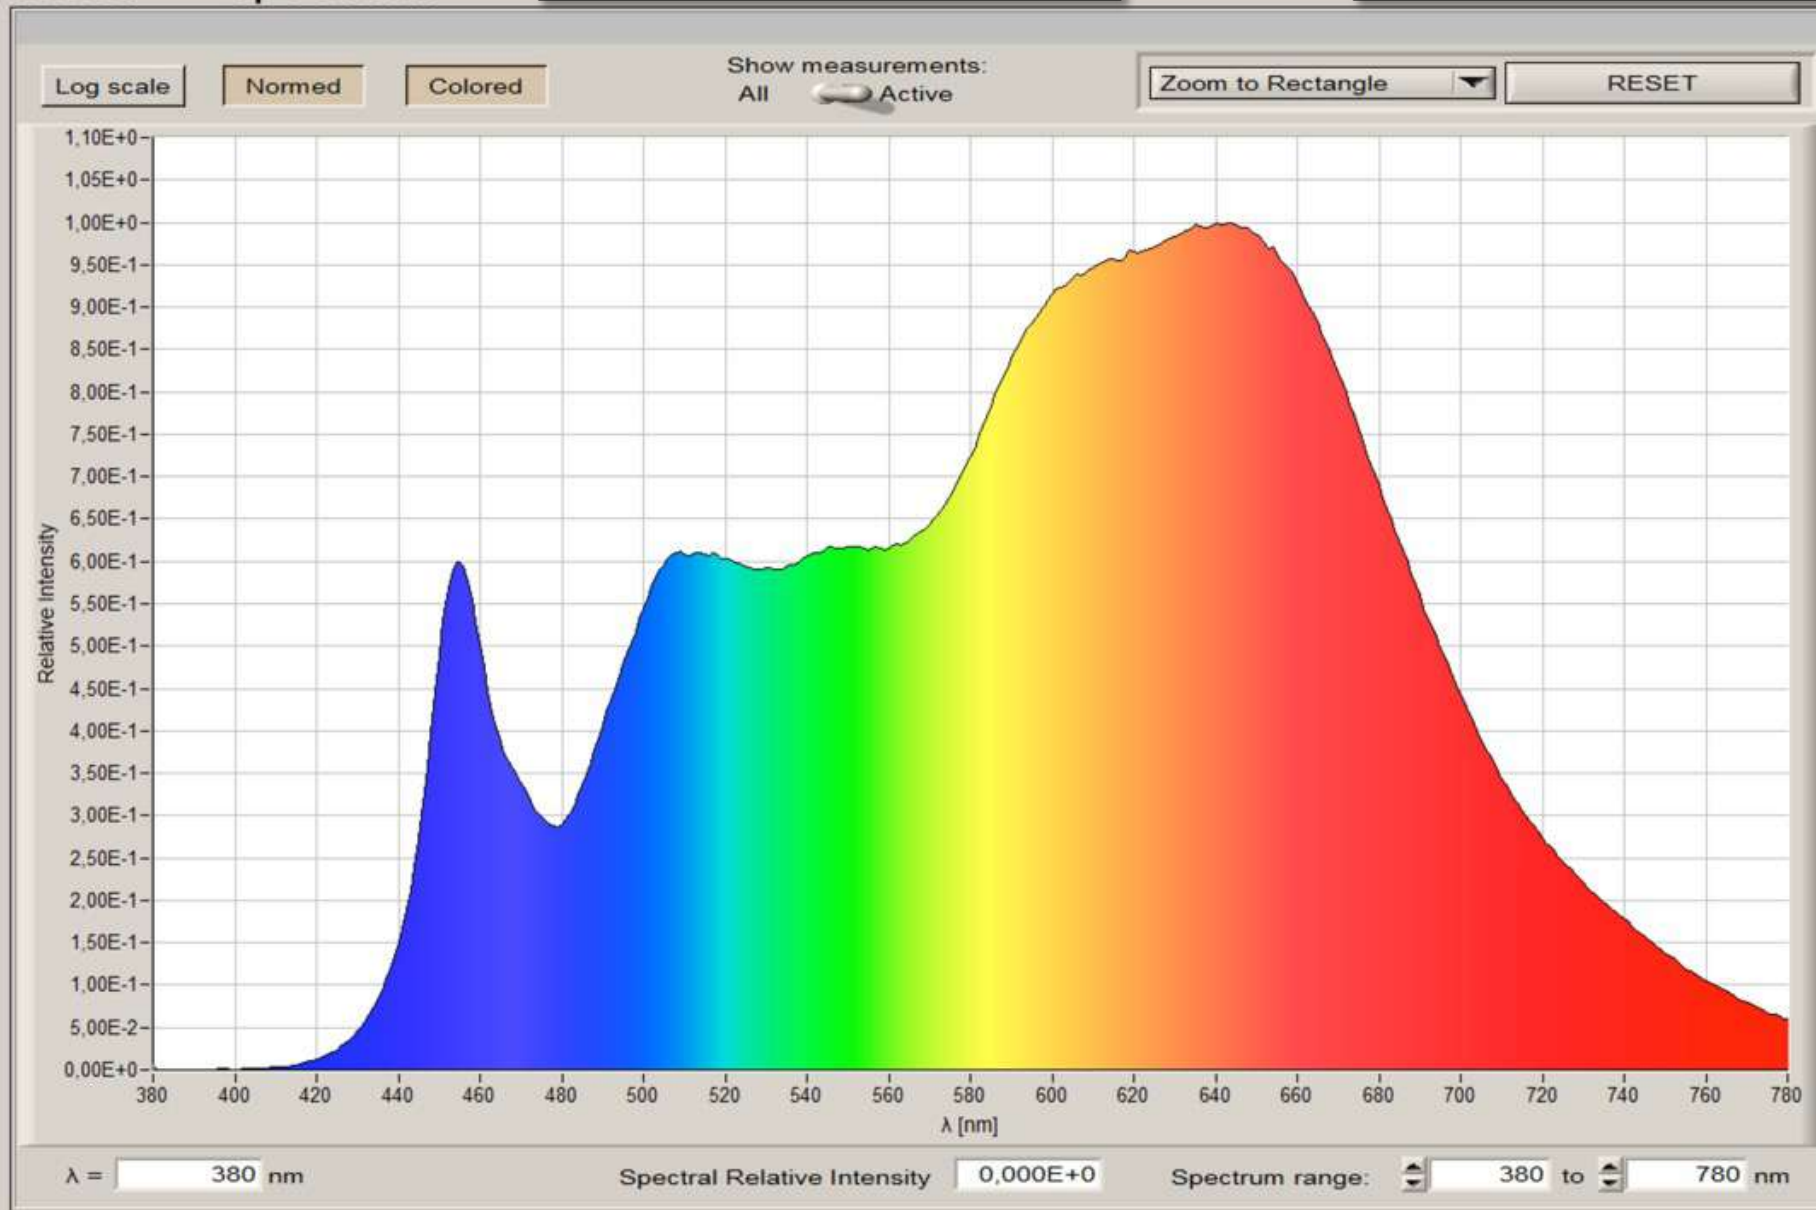 Log scale Normed Colored Show measurements: All Active Zoom to Rectangle RESET
1,10E+0
1,05E+0
1,00E+0
9,50E-1
9,00E-1
8,50E-1
8,00E-1
7,50E-1
7,00E-1
6,50E-1
6,00E-1
5,50E-1
5,00E-1
4,50E-1
4,00E-1
3,50E-1
3,00E-1
2,50E-1
2,00E-1
1,50E-1
1,00E-1
5,00E-2
0,00E+0
Relative Intensity
380 400 420 440 460 480 500 520 540 560 580 600 620 640 660 680 700 720 740 760 780
λ [nm]
λ = 380 nm Spectral Relative Intensity 0,000E+0 Spectrum range: 380 to 780 nm